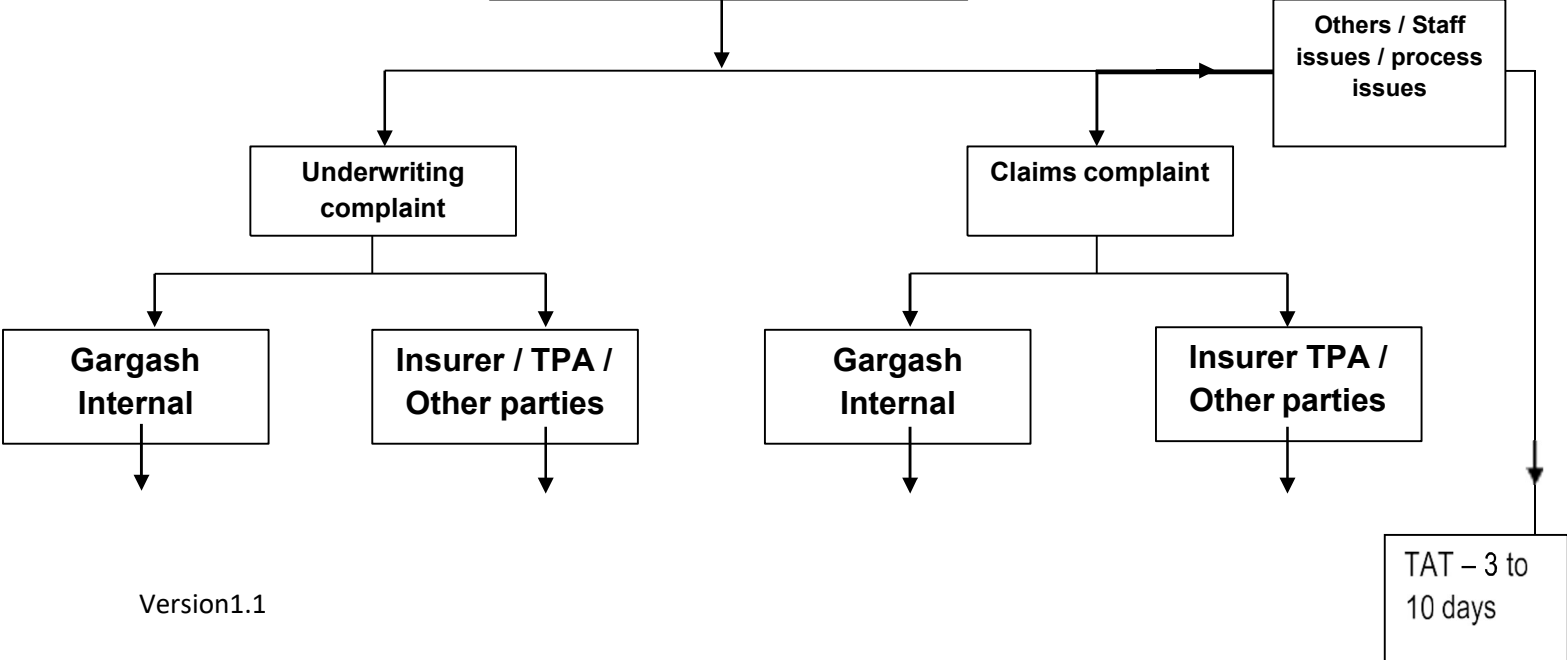 Others / Staff
issues / process
issues
Underwriting
complaint
Claims complaint
Gargash
Internal
Insurer / TPA /
Other parties
Gargash
Internal
Insurer TPA /
Other parties
TAT – 3 to
10 days
Version1.1